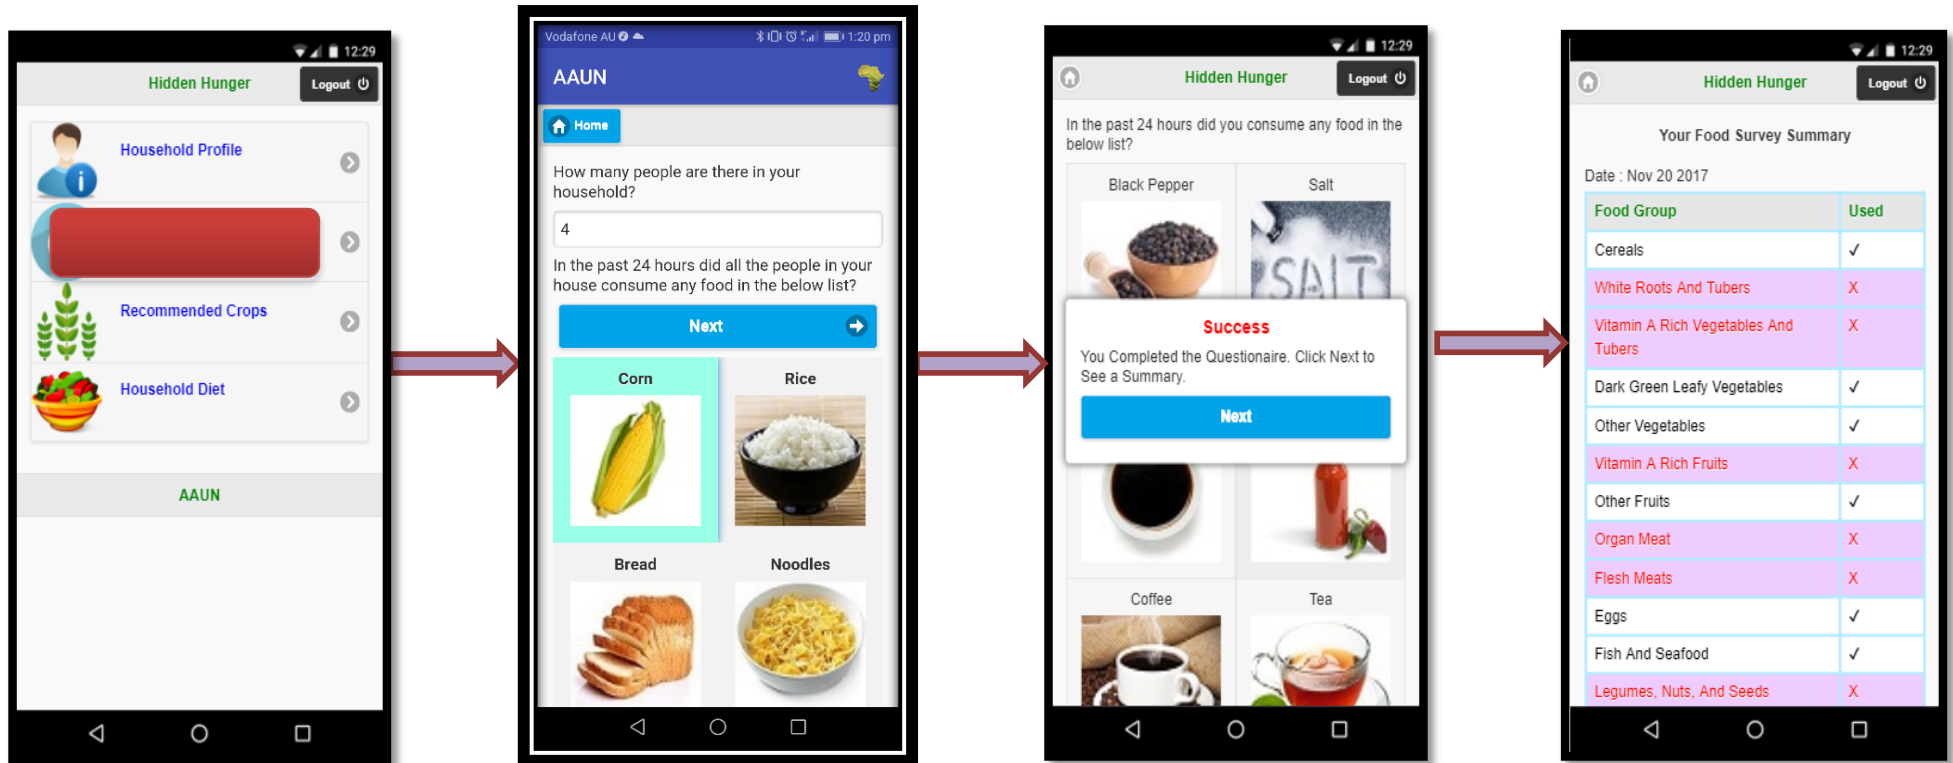 12:29
Hidden Hunger
Logout
Household Profile
Recommended Crops
Household Diet
AAUN
Vodafone AU
1:20 pm
AAUN
Home
How many people are there in your
household?
4
In the past 24 hours did all the people in your
house consume any food in the below list?
Next
Corn Rice
Bread Noodles
12:29
Hidden Hunger
Logout
In the past 24 hours did you consume any food in the
below list?
Black Pepper Salt
SALT
Success
You Completed the Questionaire. Click Next to
See a Summary.
Next
Coffee Tea
12:29
Hidden Hunger
Logout
Your Food Survey Summary
Date : Nov 20 2017
Food Group Used
Cereals ✓
White Roots And Tubers X
Vitamin A Rich Vegetables And X
Tubers
Dark Green Leafy Vegetables ✓
Other Vegetables ✓
Vitamin A Rich Fruits X
Other Fruits ✓
Organ Meat X
Flesh Meats X
Eggs ✓
Fish And Seafood ✓
Legumes, Nuts, And Seeds X